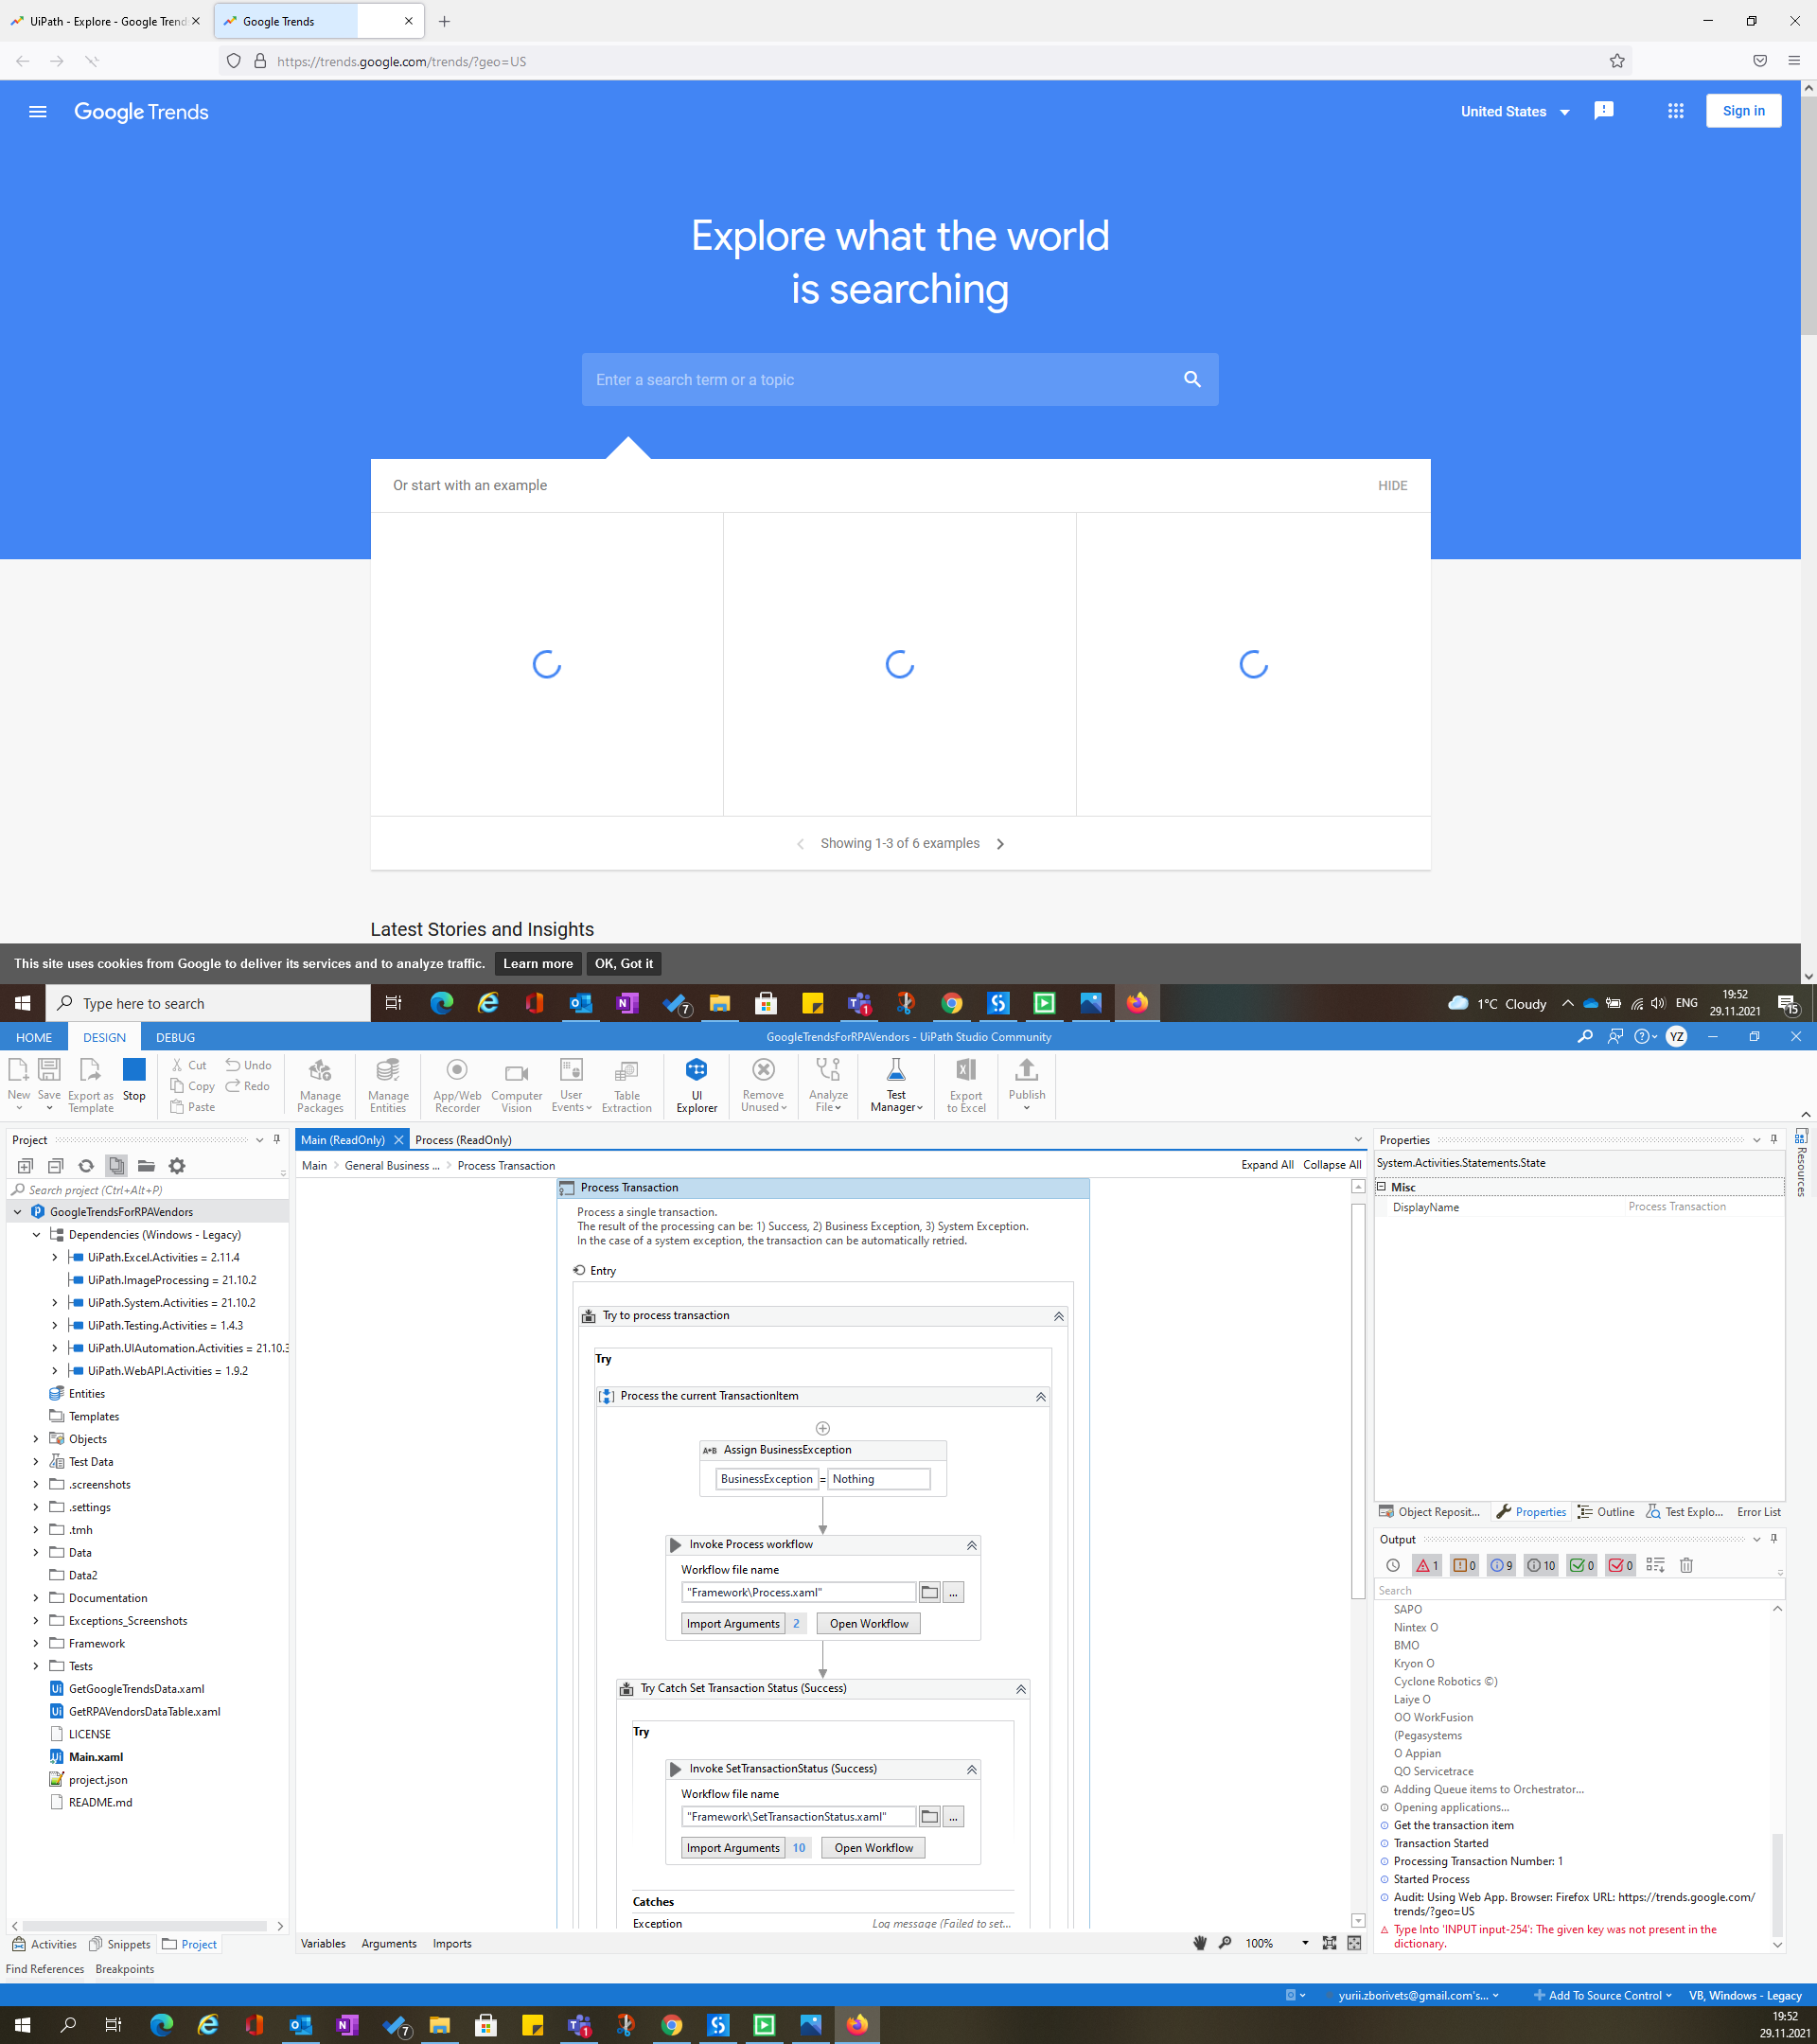 UiPath - Explore - Google Trend
Google Trends
https://trends.google.com/trends/?geo=US
Google Trends
United States
Sign in
Explore what the world
is searching
Enter a search term or a topic
Or start with an example
HIDE
Showing 1-3 of 6 examples
Latest Stories and Insights
This site uses cookies from Google to deliver its services and to analyze traffic.
Learn more
OK, Got it
Type here to search
7
1
1°C Cloudy
ENG
19:52
29.11.2021
15
HOME
DESIGN
DEBUG
GoogleTrendsForRPAVendors - UiPath Studio Community
YZ
New
Save
Export as
Template
Stop
Cut
Copy
Paste
Undo
Redo
Manage
Packages
Manage
Entities
App/Web
Recorder
Computer
Vision
User
Events
Table
Extraction
UI
Explorer
Remove
Unused
Analyze
File
Test
Manager
Export
to Excel
Publish
Project
Search project (Ctrl+Alt+P)
GoogleTrendsForRPAVendors
Dependencies (Windows - Legacy)
UiPath.Excel.Activities = 2.11.4
UiPath.ImageProcessing = 21.10.2
UiPath.System.Activities = 21.10.2
UiPath.Testing.Activities = 1.4.3
UiPath.UIAutomation.Activities = 21.10.3
UiPath.WebAPI.Activities = 1.9.2
Entities
Templates
Objects
Test Data
.screenshots
.settings
.tmh
Data
Data2
Documentation
Exceptions_Screenshots
Framework
Tests
GetGoogleTrendsData.xaml
GetRPAVendorsDataTable.xaml
LICENSE
Main.xaml
project.json
README.md
Activities
Snippets
Project
Find References
Breakpoints
Main (ReadOnly)
Process (ReadOnly)
Main > General Business ... > Process Transaction
Expand All
Collapse All
Process Transaction
Process a single transaction.
The result of the processing can be: 1) Success, 2) Business Exception, 3) System Exception.
In the case of a system exception, the transaction can be automatically retried.
Entry
Try to process transaction
Try
Process the current TransactionItem
A+B Assign BusinessException
BusinessException = Nothing
Invoke Process workflow
Workflow file name
"Framework\Process.xaml"
...
Import Arguments 2
Open Workflow
Try Catch Set Transaction Status (Success)
Try
Invoke SetTransactionStatus (Success)
Workflow file name
"Framework\SetTransactionStatus.xaml"
...
Import Arguments 10
Open Workflow
Catches
Exception
Log message (Failed to set...
Variables
Arguments
Imports
100%
Properties
System.Activities.Statements.State
Misc
DisplayName
Process Transaction
Resources
Object Reposit...
Properties
Outline
Test Explo...
Error List
Output
1
0
9
10
0
0
Search
SAPO
Nintex O
BMO
Kryon O
Cyclone Robotics ©)
Laiye O
OO WorkFusion
(Pegasystems
O Appian
QO Servicetrace
Adding Queue items to Orchestrator...
Opening applications...
Get the transaction item
Transaction Started
Processing Transaction Number: 1
Started Process
Audit: Using Web App. Browser: Firefox URL: https://trends.google.com/
trends/?geo=US
Type Into 'INPUT input-254': The given key was not present in the
dictionary.
yurii.zborivets@gmail.com's...
Add To Source Control
VB, Windows - Legacy
7
1
19:52
29.11.2021